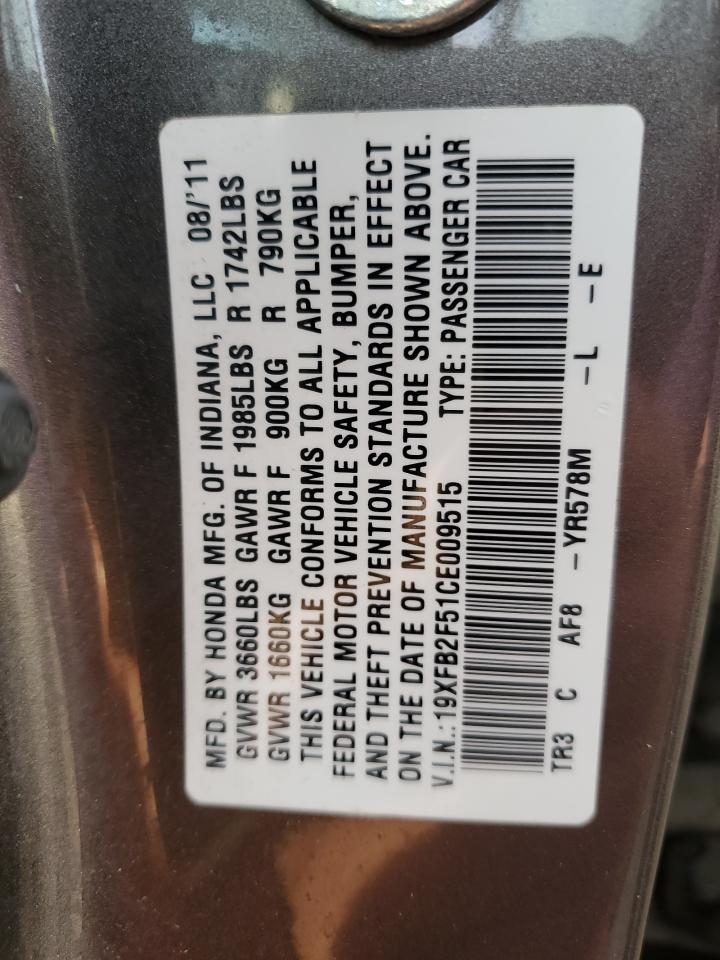 MFD. BY HONDA MFG. OF INDIANA, LLC 08/'11
GVWR 3660LBS GAWR F 1985LBS R 1742LBS
GVWR 1660KG GAWR F 900KG R 790KG
THIS VEHICLE CONFORMS TO ALL APPLICABLE
FEDERAL MOTOR VEHICLE SAFETY, BUMPER,
AND THEFT PREVENTION STANDARDS IN EFFECT
ON THE DATE OF MANUFACTURE SHOWN ABOVE.
V.I.N.: 19XFB2F51CE009515 TYPE: PASSENGER CAR
TR3 C AF8 -YR578M -L -E